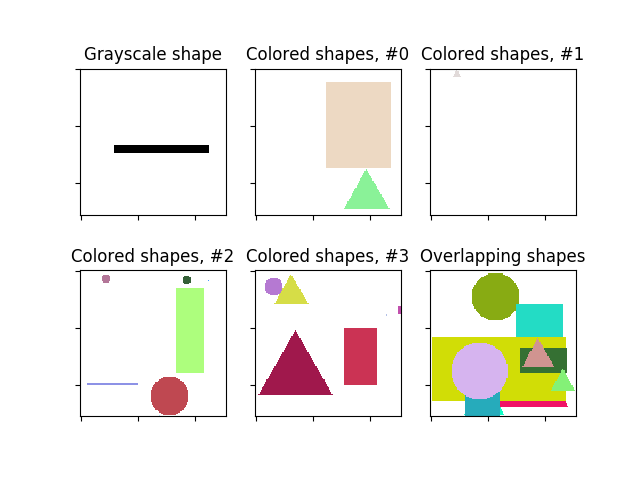 Grayscale shape
Colored shapes, #0
Colored shapes, #1
Colored shapes, #2
Colored shapes, #3
Overlapping shapes